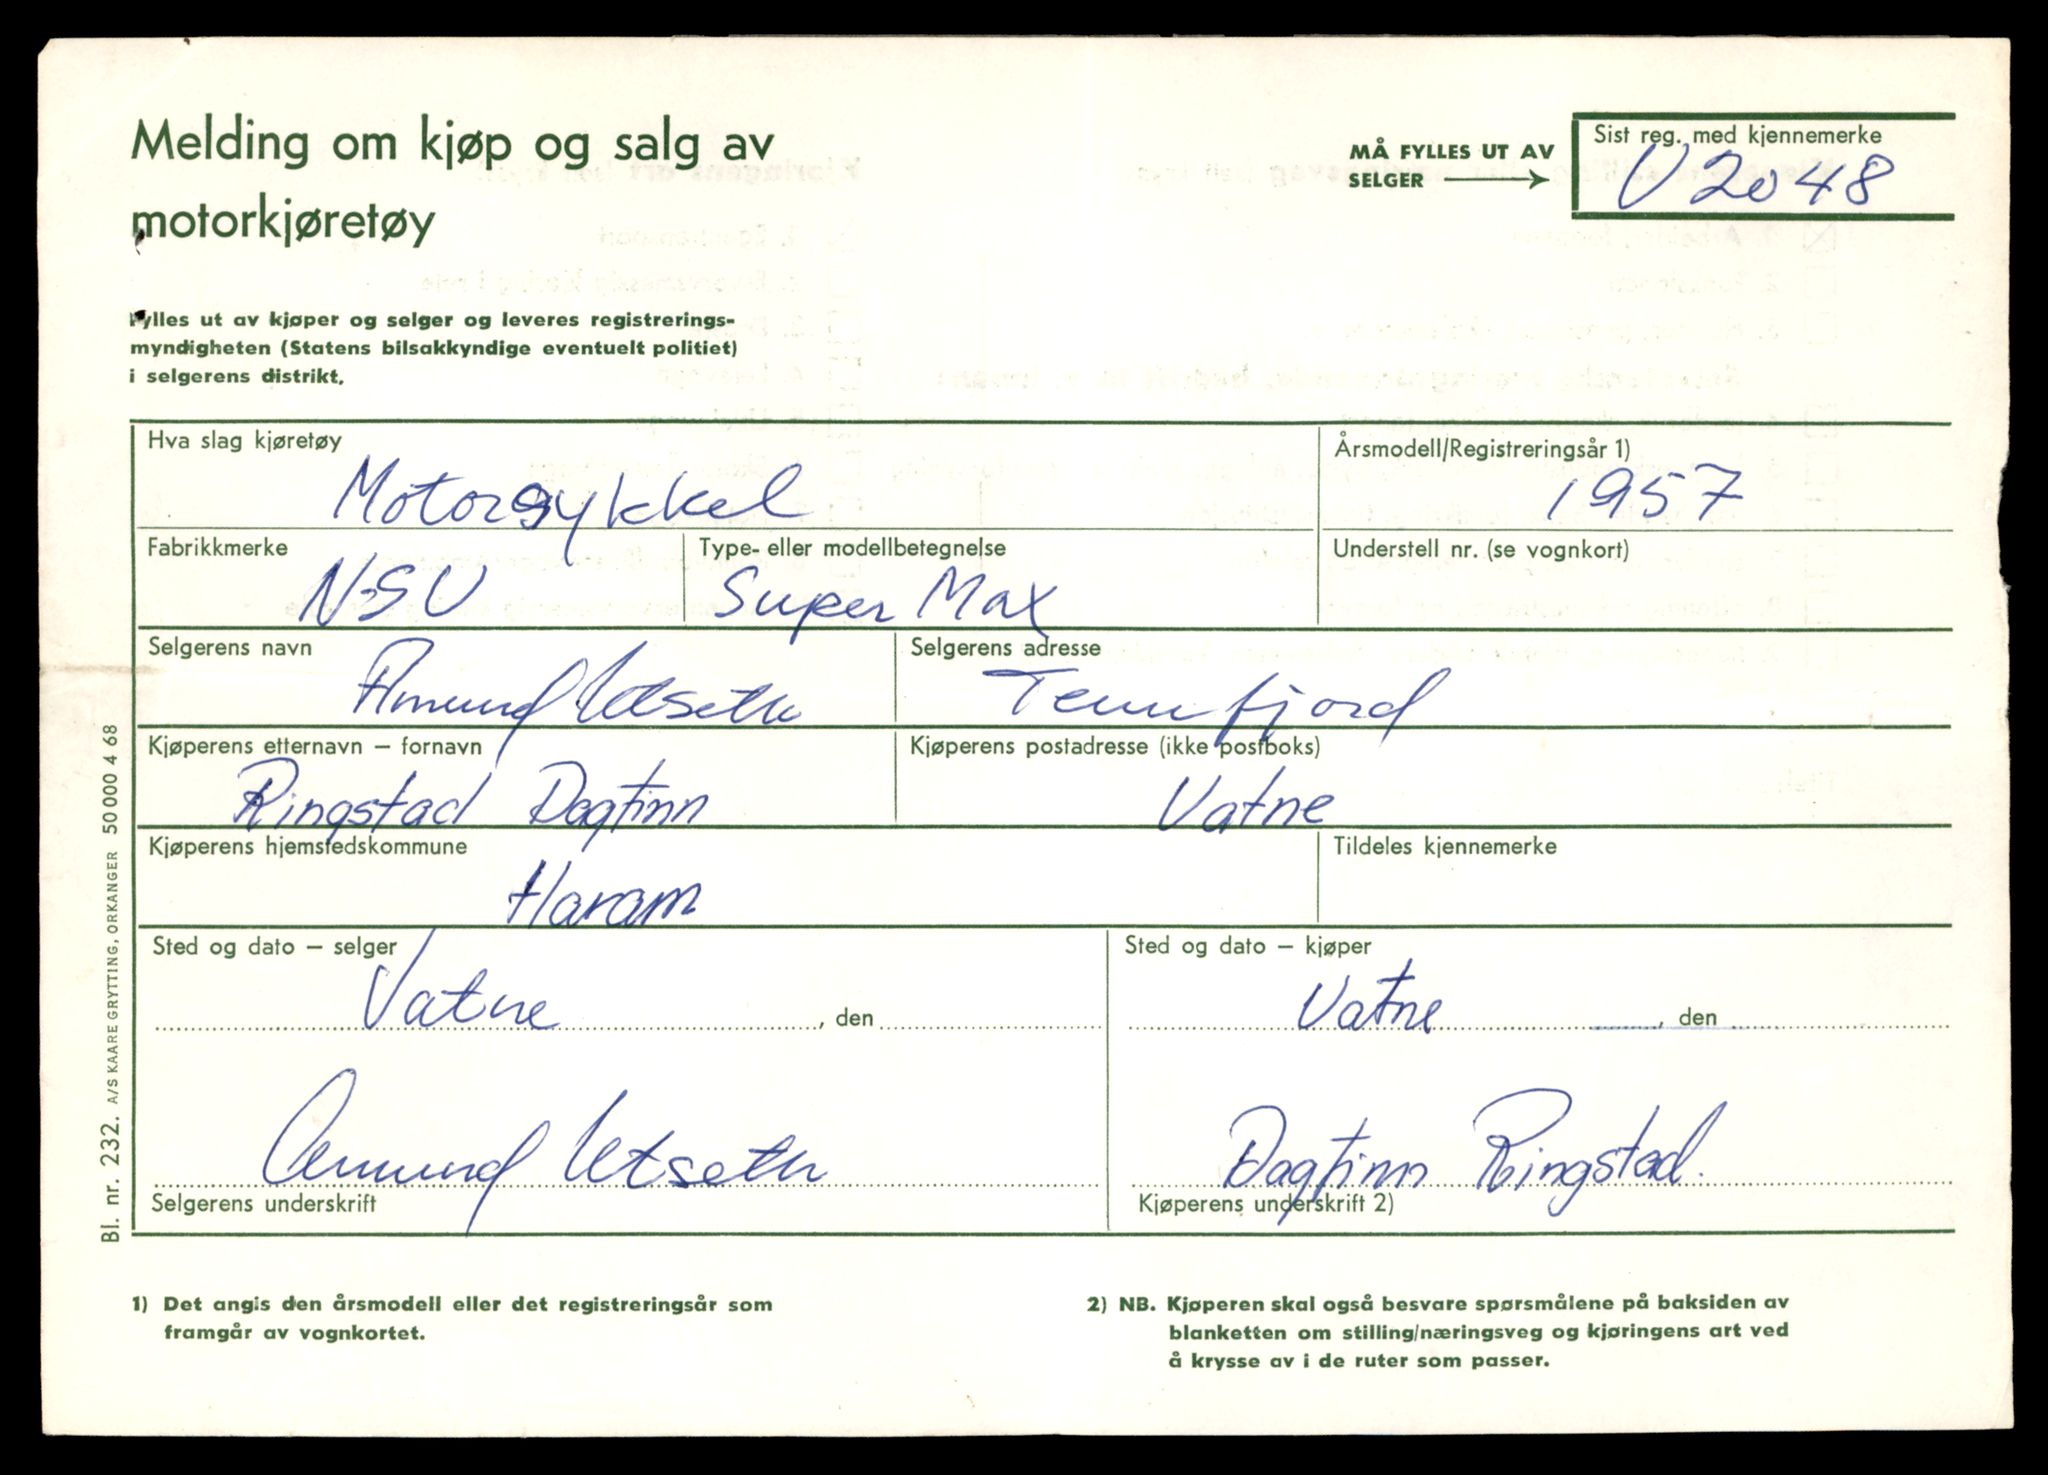 Melding om kjøp og salg av
motorkjøretøy
MÅ FYLLES UT AV
SELGER
Sist reg. med kjennemerke
V 2048
Fylles ut av kjøper og selger og leveres registrerings-
myndigheten (Statens bilsakkyndige eventuelt politiet)
i selgerens distrikt.
Hva slag kjøretøy
Motorsykkel
Årsmodell/Registreringsår 1)
1957
Fabrikkmerke
NSU
Type- eller modellbetegnelse
Super Max
Understell nr. (se vognkort)
Selgerens navn
Amund Utseth
Selgerens adresse
Tennfjord
Kjøperens etternavn – fornavn
Ringstad Dagfinn
Kjøperens postadresse (ikke postboks)
Vatne
Kjøperens hjemstedskommune
Haram
Tildeles kjennemerke
Sted og dato – selger
Vatne, den
Sted og dato – kjøper
Vatne, den
Amund Utseth
Selgerens underskrift
Dagfinn Ringstad.
Kjøperens underskrift 2)
1) Det angis den årsmodell eller det registreringsår som
framgår av vognkortet.
2) NB. Kjøperen skal også besvare spørsmålene på baksiden av
blanketten om stilling/næringsveg og kjøringens art ved
å krysse av i de ruter som passer.
Bl. nr. 232. A/S KAARE GRYTTING, ORKANGER 50 000 4 68